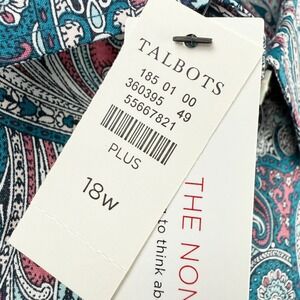 TALBOTS
185 01 00
360395 49
55667821
PLUS
18w
THE NON
to think ab